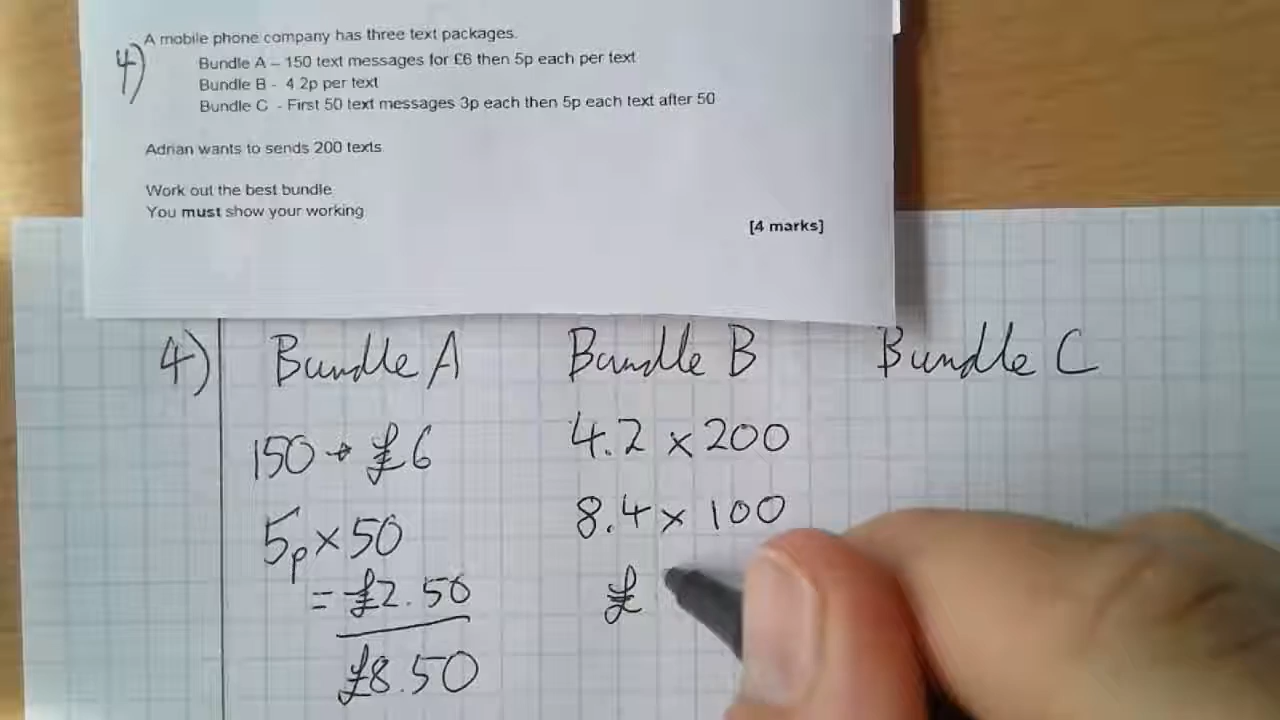 4)
A mobile phone company has three text packages.
Bundle A – 150 text messages for £6 then 5p each per text
Bundle B - 4.2p per text
Bundle C - First 50 text messages 3p each then 5p each text after 50
Adrian wants to sends 200 texts
Work out the best bundle
You must show your working
[4 marks]
4) Bundle A Bundle B Bundle C
150 → £6
5p × 50
= £2.50
£8.50
4.2 × 200
8.4 × 100
£